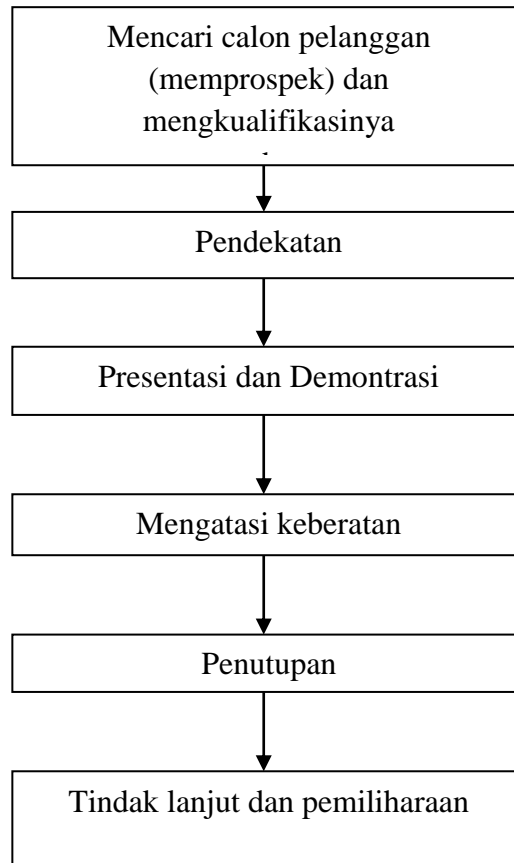 Mencari calon pelanggan
(memprospek) dan
mengkualifikasinya
Pendekatan
Presentasi dan Demontrasi
Mengatasi keberatan
Penutupan
Tindak lanjut dan pemiliharaan